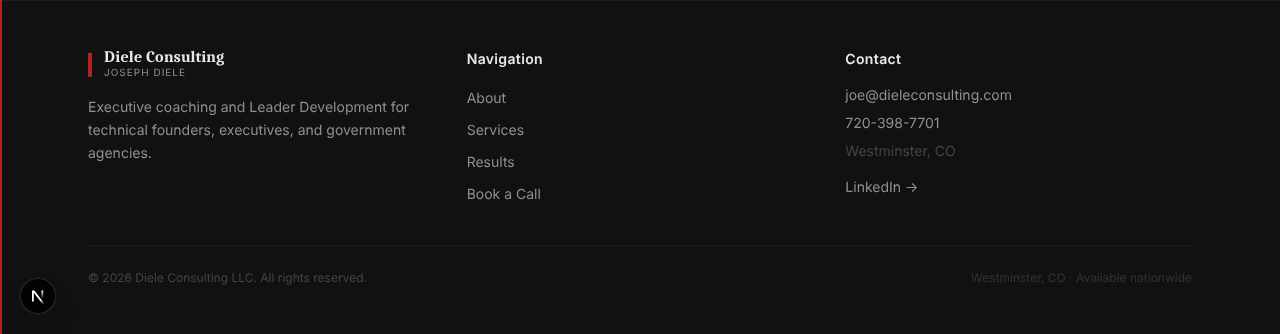 Diele Consulting
JOSEPH DIELE
Executive coaching and Leader Development for
technical founders, executives, and government
agencies.
Navigation
About
Services
Results
Book a Call
Contact
joe@dieleconsulting.com
720-398-7701
Westminster, CO
LinkedIn →
© 2026 Diele Consulting LLC. All rights reserved.
Westminster, CO · Available nationwide
N